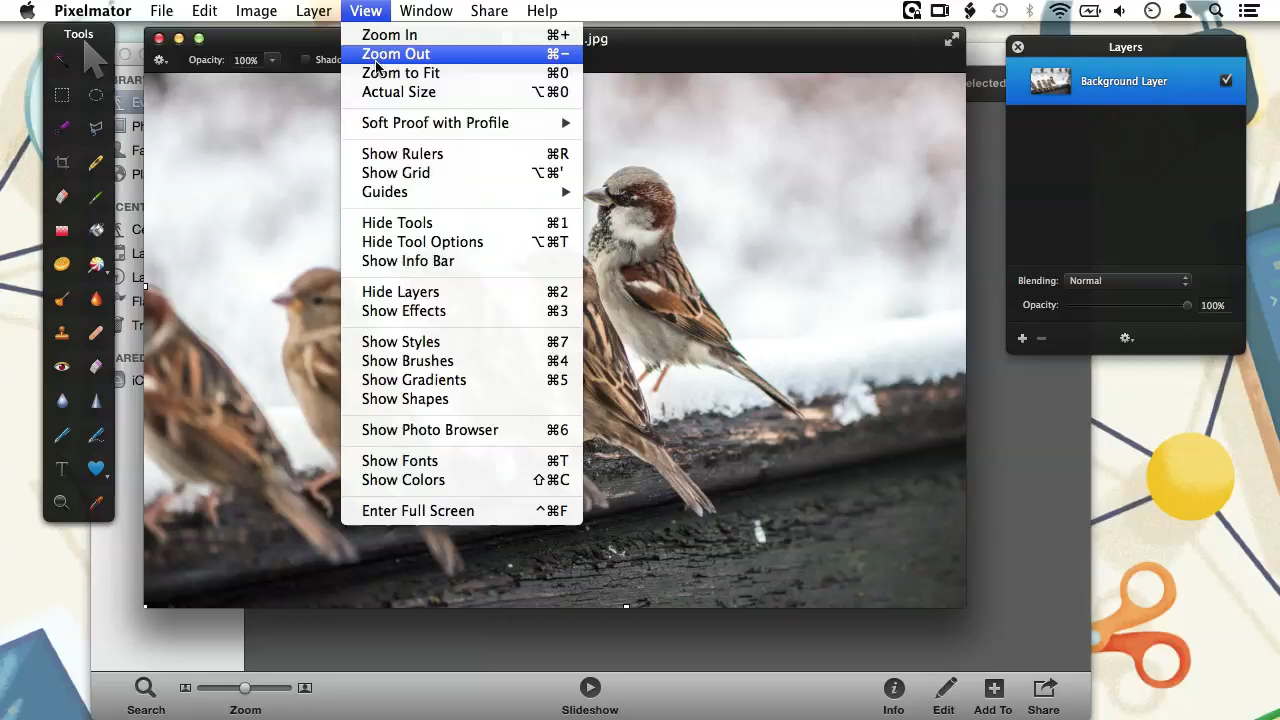 Pixelmator File Edit Image Layer View Window Share Help
Tools
.jpg
Opacity: 100%
Zoom In ⌘+
Zoom Out ⌘−
Zoom to Fit ⌘0
Actual Size ⌥⌘0
Soft Proof with Profile
Show Rulers ⌘R
Show Grid ⌥⌘'
Guides
Hide Tools ⌘1
Hide Tool Options ⌥⌘T
Show Info Bar
Hide Layers ⌘2
Show Effects ⌘3
Show Styles ⌘7
Show Brushes ⌘4
Show Gradients ⌘5
Show Shapes
Show Photo Browser ⌘6
Show Fonts ⌘T
Show Colors ⇧⌘C
Enter Full Screen ^⌘F
Layers
Background Layer
Blending: Normal
Opacity: 100%
Search
Zoom
Slideshow
Info
Edit
Add To
Share